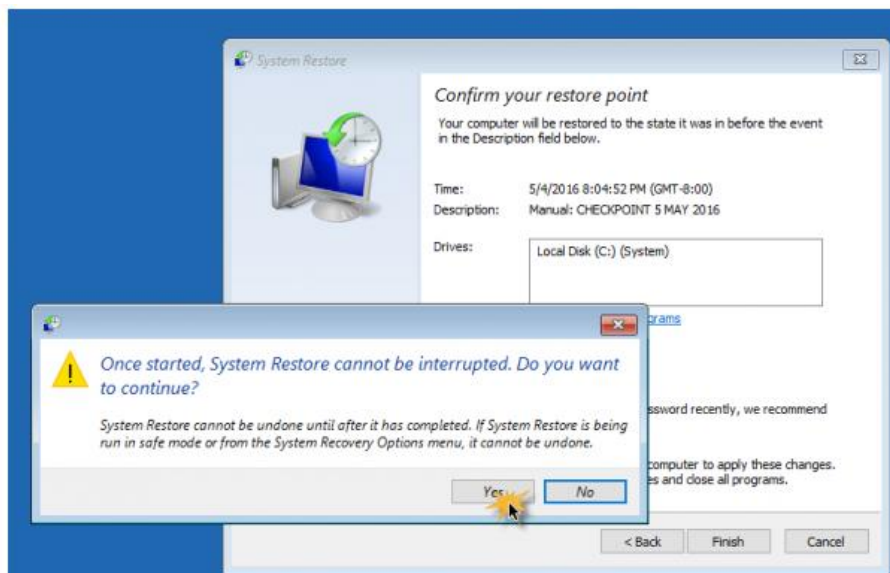 System Restore
Confirm your restore point
Your computer will be restored to the state it was in before the event
in the Description field below.
Time: 5/4/2016 8:04:52 PM (GMT-8:00)
Description: Manual: CHECKPOINT 5 MAY 2016
Drives: Local Disk (C:) (System)
grams
Once started, System Restore cannot be interrupted. Do you want
to continue?
System Restore cannot be undone until after it has completed. If System Restore is being
run in safe mode or from the System Recovery Options menu, it cannot be undone.
Yes No
ssword recently, we recommend
computer to apply these changes.
es and close all programs.
< Back Finish Cancel